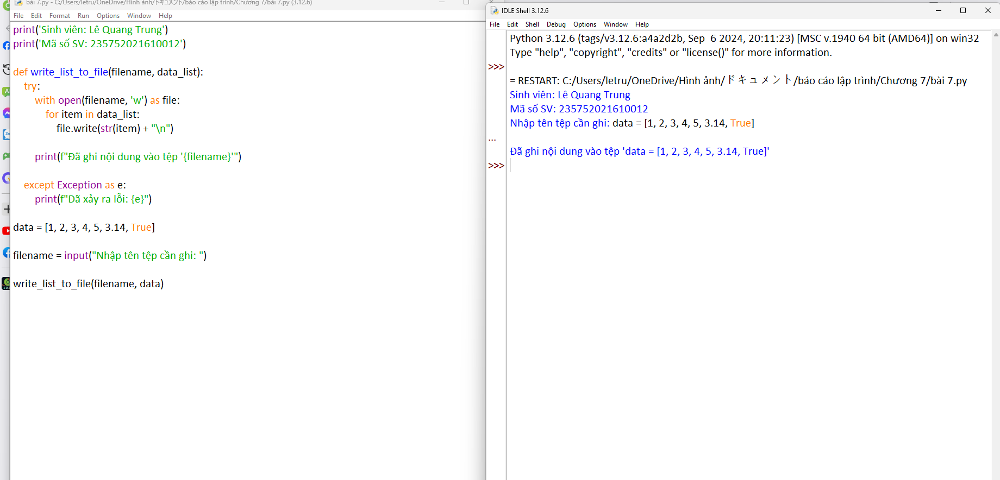 bài 7.py - C:/Users/letru/OneDrive/Hình ảnh/ドキュメント/báo cáo lập trình/Chương 7/bài 7.py (3.12.6)
File Edit Format Run Options Window Help
print('Sinh viên: Lê Quang Trung')
print('Mã số SV: 235752021610012')
def write_list_to_file(filename, data_list):
try:
with open(filename, 'w') as file:
for item in data_list:
file.write(str(item) + "\n")
print(f"Đã ghi nội dung vào tệp '{filename}'")
except Exception as e:
print(f"Đã xảy ra lỗi: {e}")
data = [1, 2, 3, 4, 5, 3.14, True]
filename = input("Nhập tên tệp cần ghi: ")
write_list_to_file(filename, data)
IDLE Shell 3.12.6
File Edit Shell Debug Options Window Help
Python 3.12.6 (tags/v3.12.6:a4a2d2b, Sep  6 2024, 20:11:23) [MSC v.1940 64 bit (AMD64)] on win32
Type "help", "copyright", "credits" or "license()" for more information.
>>>
= RESTART: C:/Users/letru/OneDrive/Hình ảnh/ドキュメント/báo cáo lập trình/Chương 7/bài 7.py
Sinh viên: Lê Quang Trung
Mã số SV: 235752021610012
Nhập tên tệp cần ghi: data = [1, 2, 3, 4, 5, 3.14, True]
...
Đã ghi nội dung vào tệp 'data = [1, 2, 3, 4, 5, 3.14, True]'
>>>